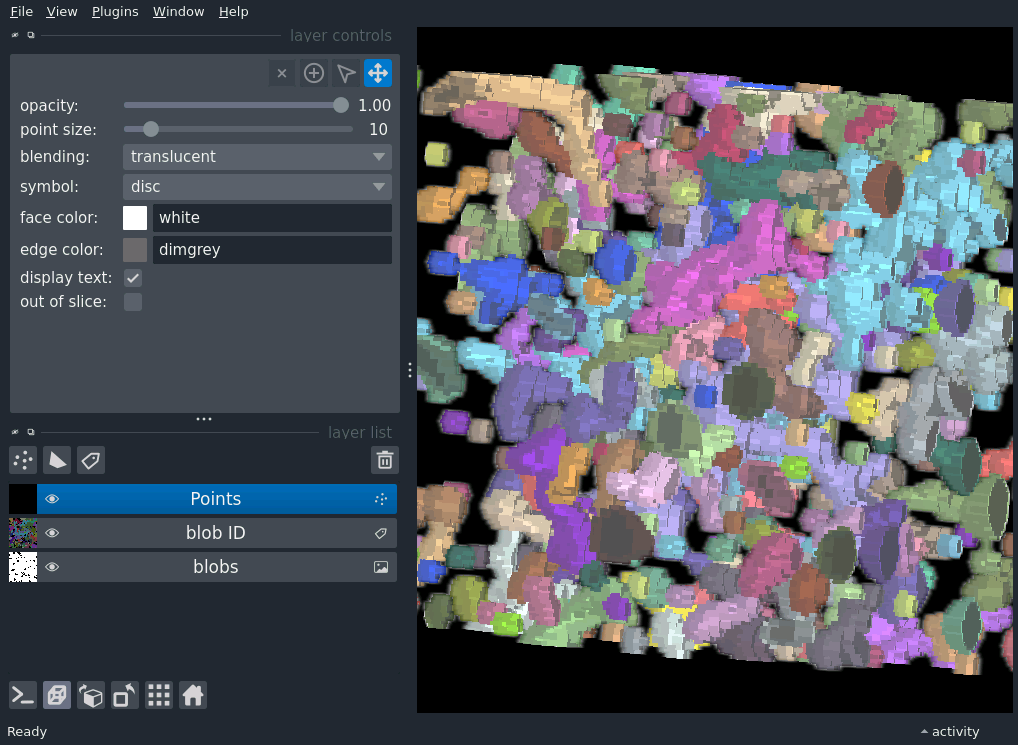 File View Plugins Window Help
layer controls
opacity: 1.00
point size: 10
blending: translucent
symbol: disc
face color: white
edge color: dimgrey
display text:
out of slice:
layer list
Points
blob ID
blobs
Ready activity